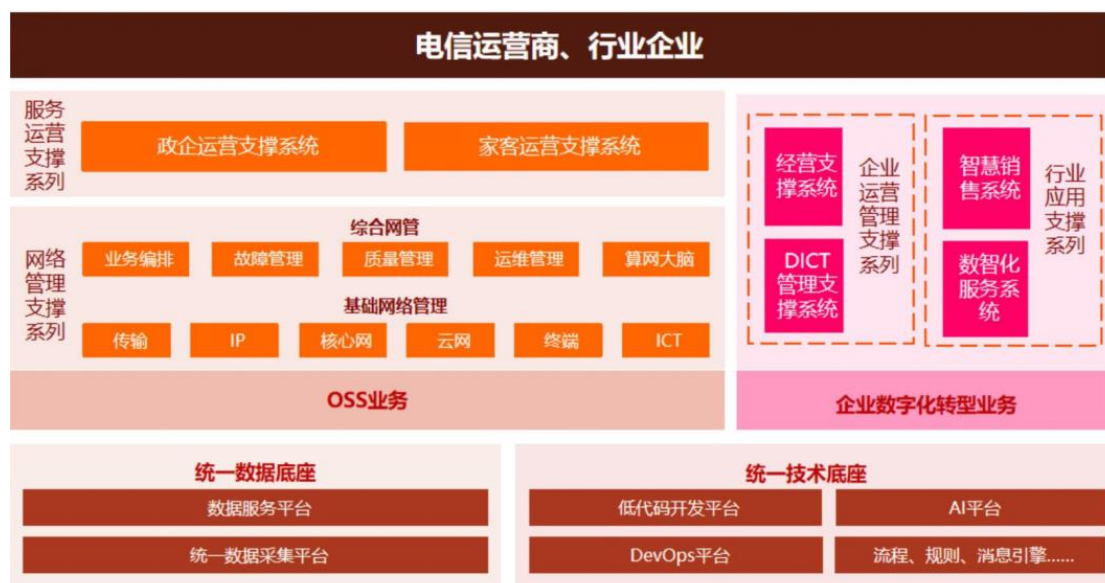 电信运营商、行业企业
服务
运营
支撑
系列
政企运营支撑系统
家客运营支撑系统
网络
管理
支撑
系列
综合网管
业务编排
故障管理
质量管理
运维管理
算网大脑
基础网络管理
传输
IP
核心网
云网
终端
ICT
OSS业务
经营支
撑系统
DICT
管理支
撑系统
企业
运营
管理
支撑
系列
智慧销
售系统
数智化
服务系
统
行业
应用
支撑
系列
企业数字化转型业务
统一数据底座
数据服务平台
统一数据采集平台
统一技术底座
低代码开发平台
AI平台
DevOps平台
流程、规则、消息引擎……